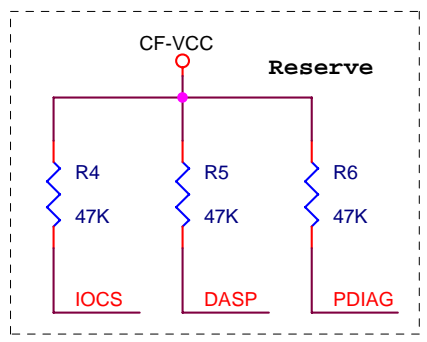 CF-VCC
Reserve
R4 R5 R6
47K 47K 47K
IOCS DASP PDIAG